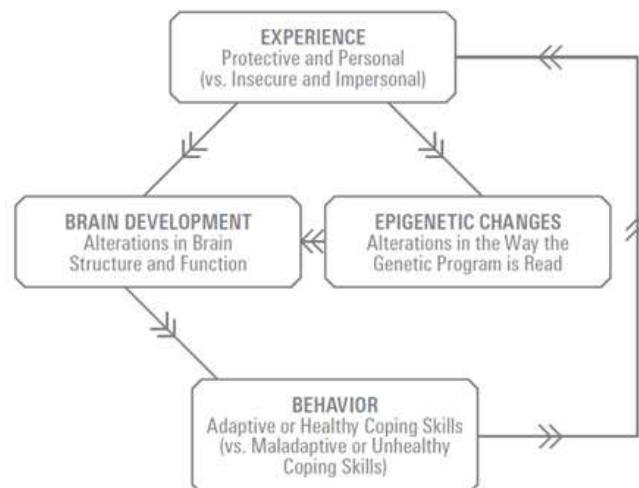 EXPERIENCE
Protective and Personal
(vs. Insecure and Impersonal)
BRAIN DEVELOPMENT
Alterations in Brain
Structure and Function
EPIGENETIC CHANGES
Alterations in the Way the
Genetic Program is Read
BEHAVIOR
Adaptive or Healthy Coping Skills
(vs. Maladaptive or Unhealthy
Coping Skills)